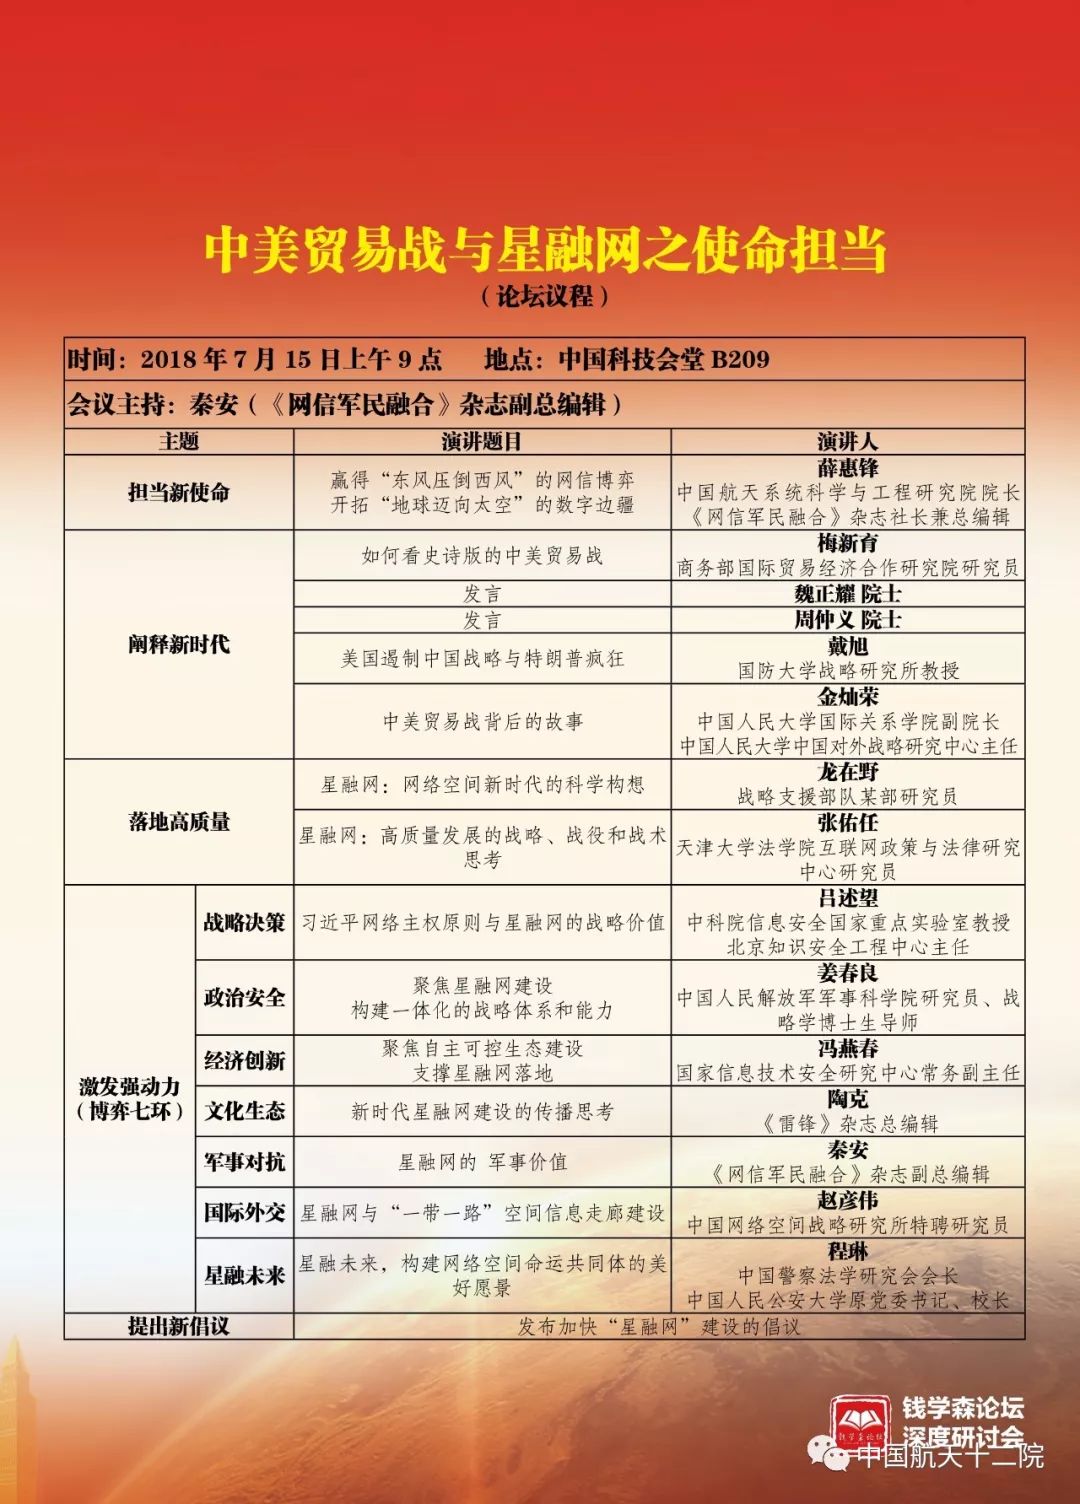 中美贸易战与星融网之使命担当
（论坛议程）
时间：2018年7月15日上午9点 地点：中国科技会堂B209
会议主持：秦安（《网信军民融合》杂志副总编辑）
主题 演讲题目 演讲人
担当新使命
赢得“东风压倒西风”的网信博弈
开拓“地球迈向太空”的数字边疆
薛惠锋
中国航天系统科学与工程研究院院长
《网信军民融合》杂志社长兼总编辑
阐释新时代
如何看史诗版的中美贸易战
梅新育
商务部国际贸易经济合作研究院研究员
发言
魏正耀 院士
发言
周仲义 院士
美国遏制中国战略与特朗普疯狂
戴旭
国防大学战略研究所教授
中美贸易战背后的故事
金灿荣
中国人民大学国际关系学院副院长
中国人民大学中国对外战略研究中心主任
落地高质量
星融网：网络空间新时代的科学构想
龙在野
战略支援部队某部研究员
星融网：高质量发展的战略、战役和战术
思考
张佑任
天津大学法学院互联网政策与法律研究
中心研究员
激发强动力
（博弈七环）
战略决策
习近平网络主权原则与星融网的战略价值
吕述望
中科院信息安全国家重点实验室教授
北京知识安全工程中心主任
政治安全
聚焦星融网建设
构建一体化的战略体系和能力
姜春良
中国人民解放军军事科学院研究员、战
略学博士生导师
经济创新
聚焦自主可控生态建设
支撑星融网落地
冯燕春
国家信息技术安全研究中心常务副主任
文化生态
新时代星融网建设的传播思考
陶克
《雷锋》杂志总编辑
军事对抗
星融网的 军事价值
秦安
《网信军民融合》杂志副总编辑
国际外交
星融网与“一带一路”空间信息走廊建设
赵彦伟
中国网络空间战略研究所特聘研究员
星融未来
星融未来，构建网络空间命运共同体的美
好愿景
程琳
中国警察法学研究会会长
中国人民公安大学原党委书记、校长
提出新倡议
发布加快“星融网”建设的倡议
钱学森论坛
钱学森论坛
深度研讨会
中国航天十二院